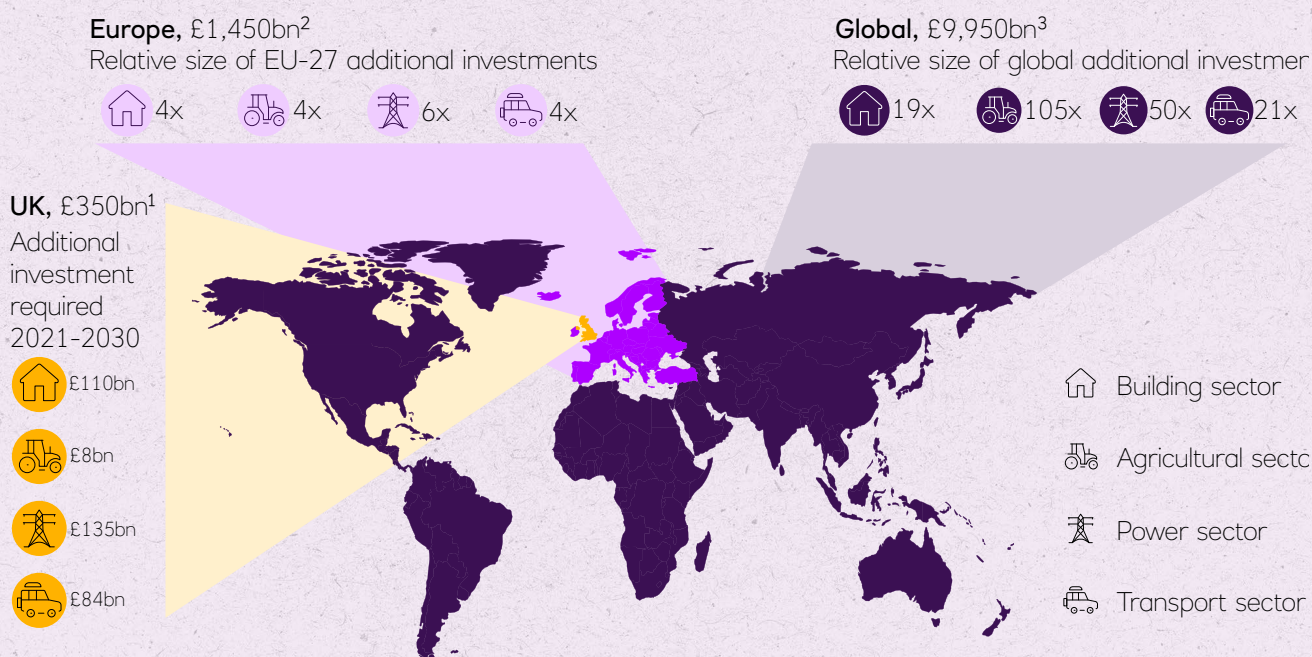 Europe, £1,450bn²
Relative size of EU-27 additional investments
4x 4x 6x 4x
Global, £9,950bn³
Relative size of global additional investmen
19x 105x 50x 21x
UK, £350bn¹
Additional
investment
required
2021-2030
£110bn
£8bn
£135bn
£84bn
Building sector
Agricultural secto
Power sector
Transport sector